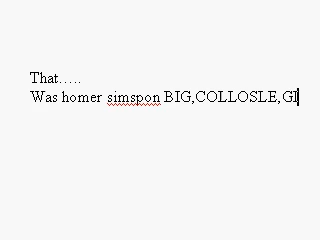 That.....
Was homer simspon BIG,COLLOSLE,GI